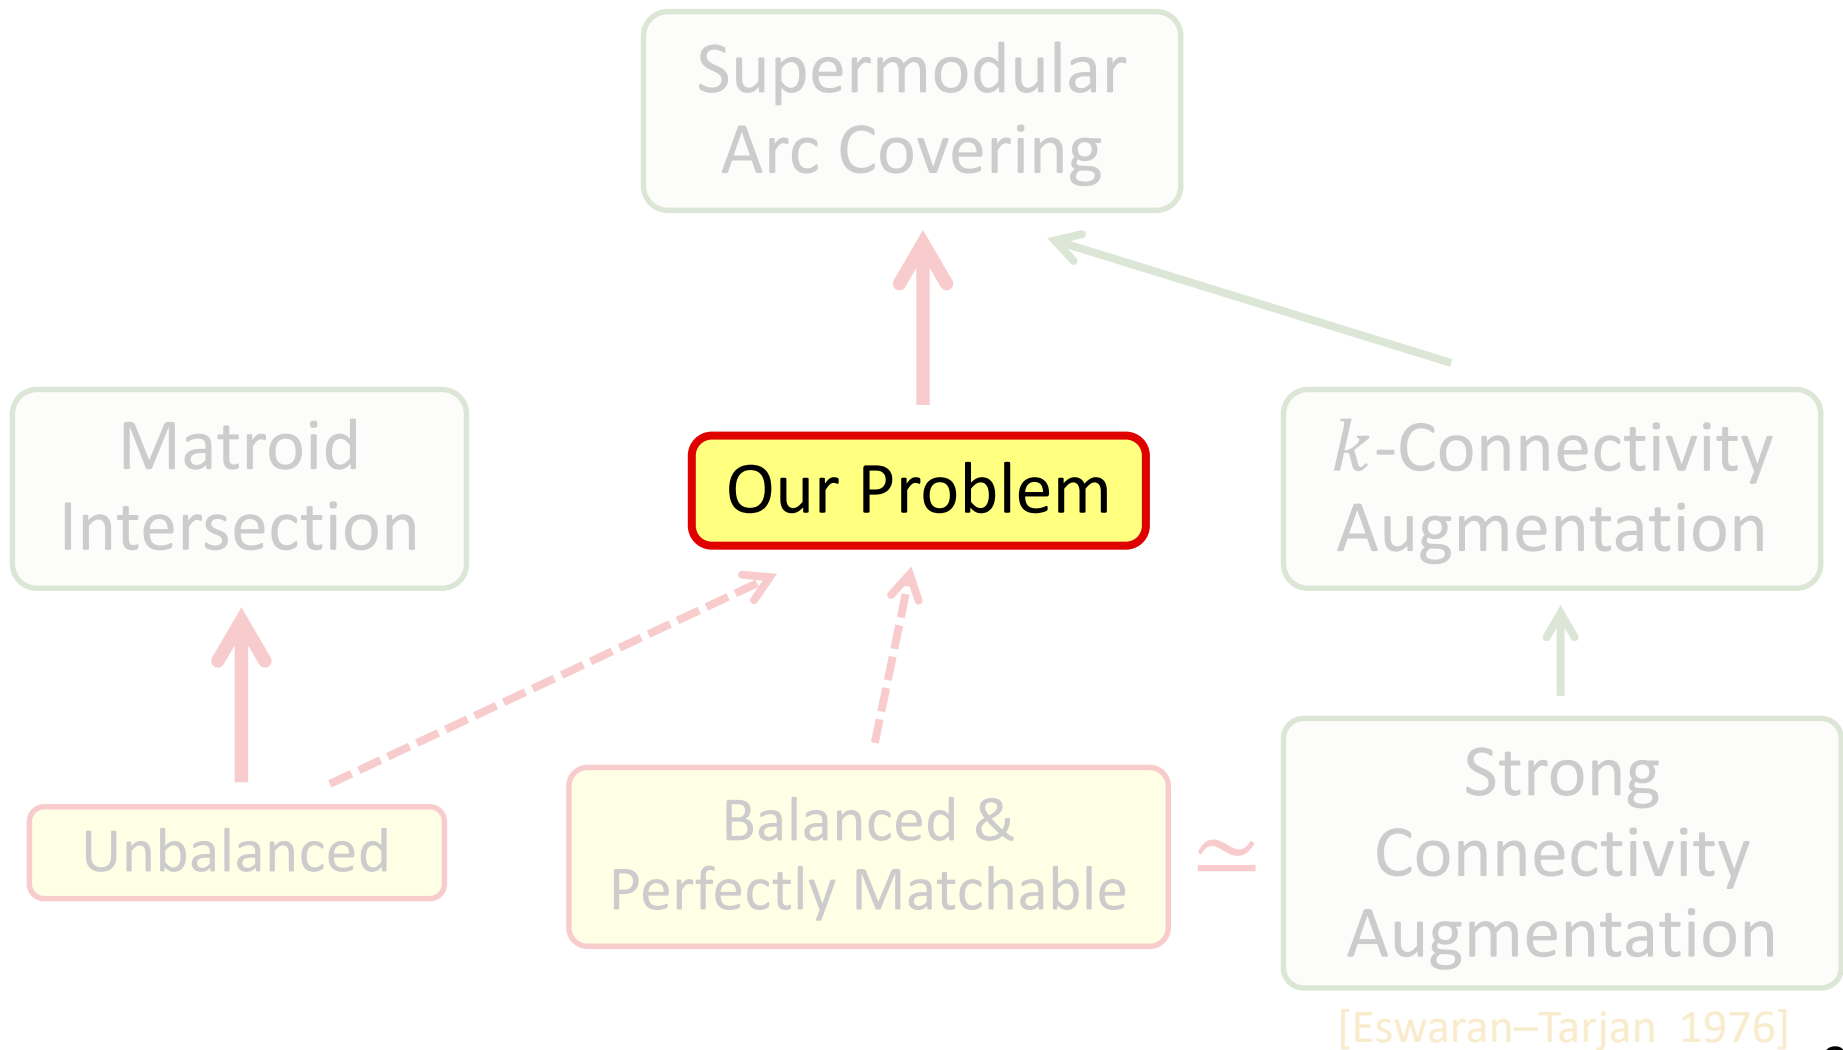 Supermodular
Arc Covering
Matroid
Intersection
Our Problem
k-Connectivity
Augmentation
Unbalanced
Balanced &
Perfectly Matchable
≃
Strong
Connectivity
Augmentation
[Eswaran–Tarjan 1976]